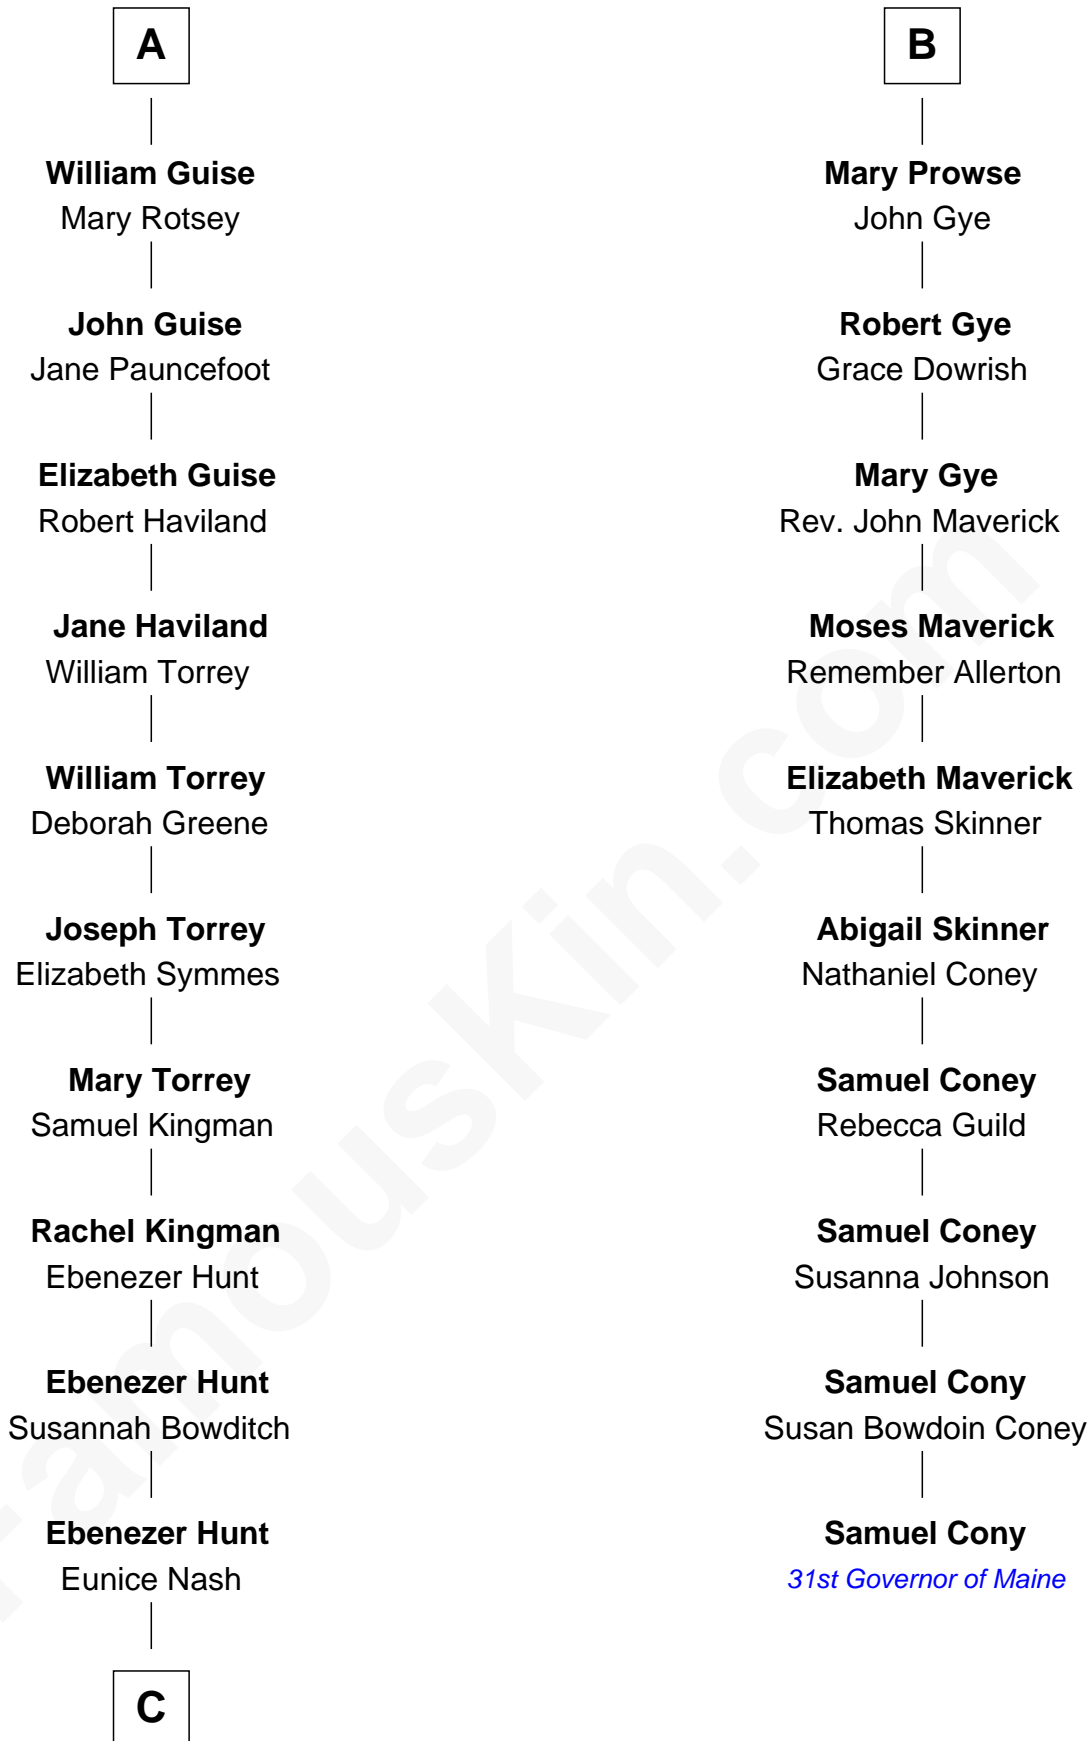 A
William Guise
Mary Rotsey
John Guise
Jane Pauncefoot
Elizabeth Guise
Robert Haviland
Jane Haviland
William Torrey
William Torrey
Deborah Greene
Joseph Torrey
Elizabeth Symmes
Mary Torrey
Samuel Kingman
Rachel Kingman
Ebenezer Hunt
Ebenezer Hunt
Susannah Bowditch
Ebenezer Hunt
Eunice Nash
C
B
Mary Prowse
John Gye
Robert Gye
Grace Dowrish
Mary Gye
Rev. John Maverick
Moses Maverick
Remember Allerton
Elizabeth Maverick
Thomas Skinner
Abigail Skinner
Nathaniel Coney
Samuel Coney
Rebecca Guild
Samuel Coney
Susanna Johnson
Samuel Cony
Susan Bowdoin Coney
Samuel Cony
31st Governor of Maine
FamousKin.com